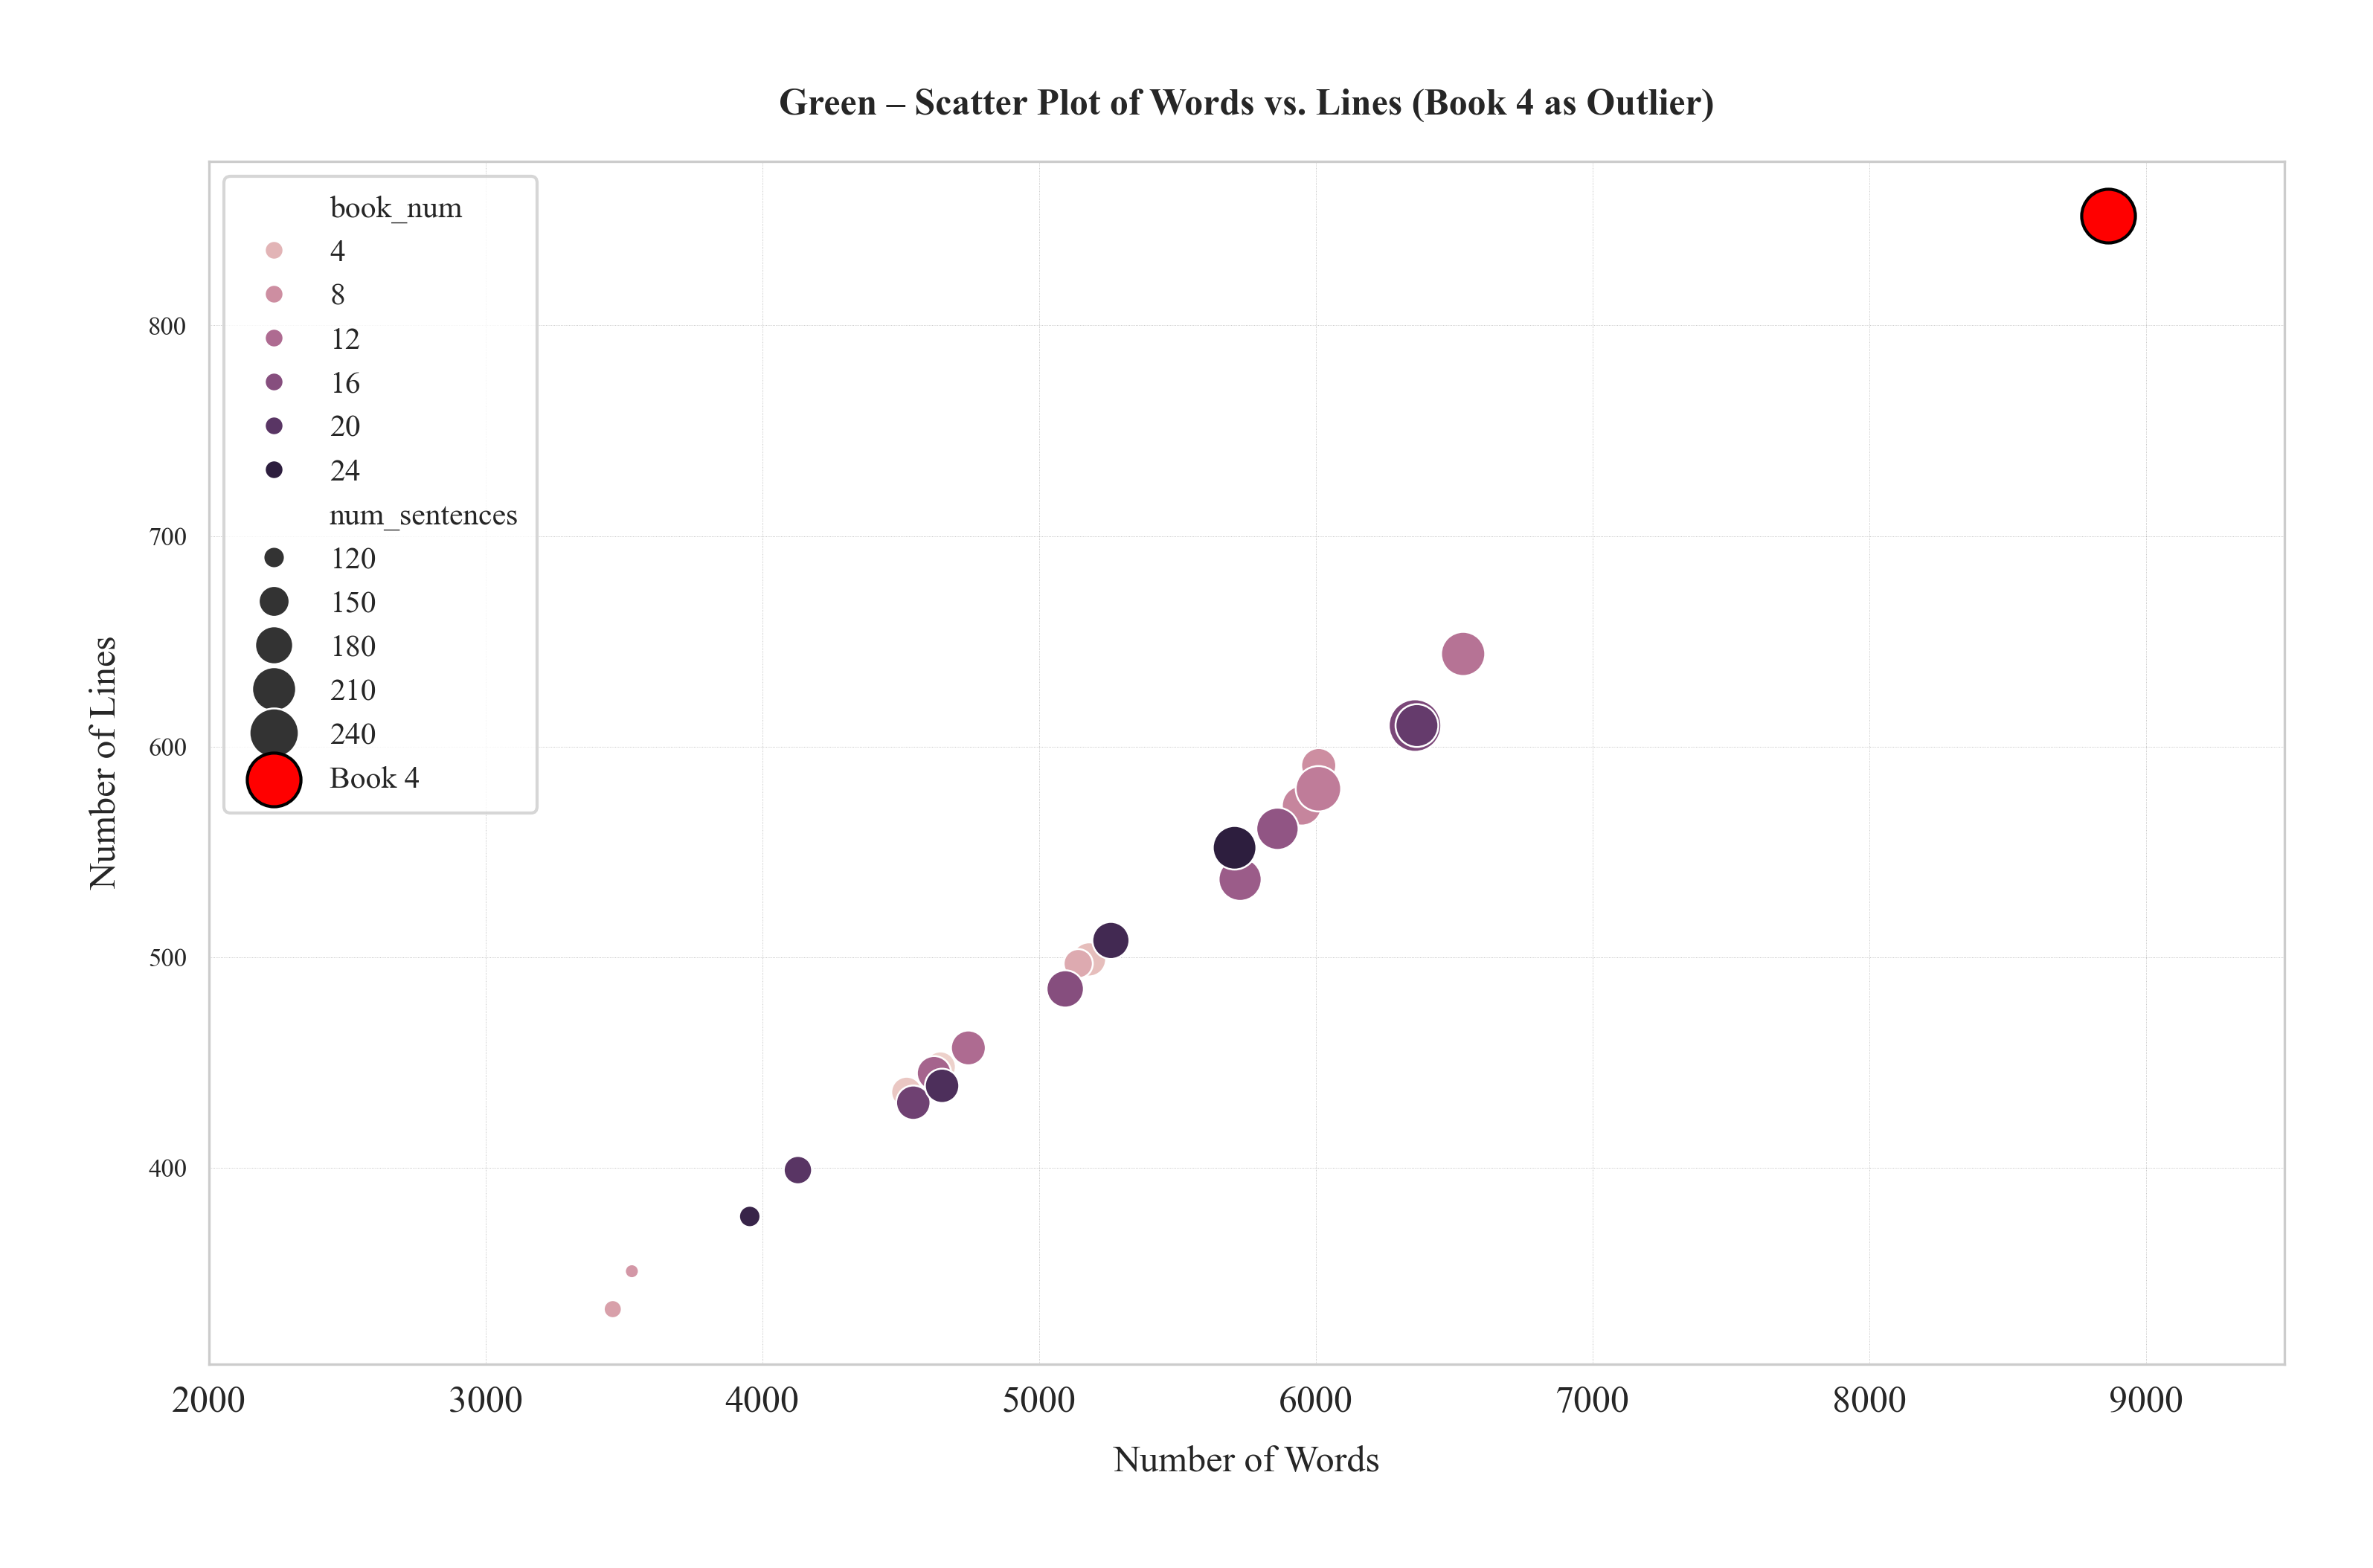 Green – Scatter Plot of Words vs. Lines (Book 4 as Outlier)
book_num
4
8
12
16
20
24
num_sentences
120
150
180
210
240
Book 4
Number of Lines
800
700
600
500
400
2000 3000 4000 5000 6000 7000 8000 9000
Number of Words